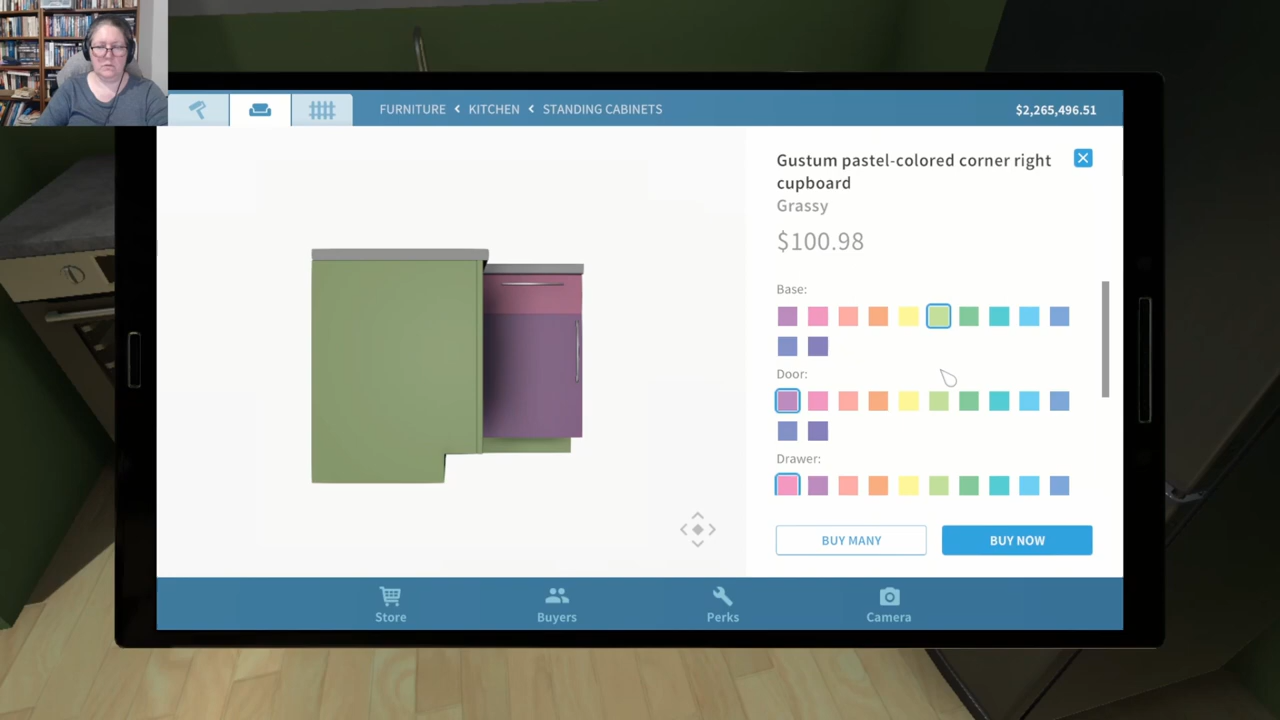 FURNITURE < KITCHEN < STANDING CABINETS
$2,265,496.51
Gustum pastel-colored corner right
cupboard
Grassy
$100.98
Base:
Door:
Drawer:
BUY MANY
BUY NOW
Store
Buyers
Perks
Camera